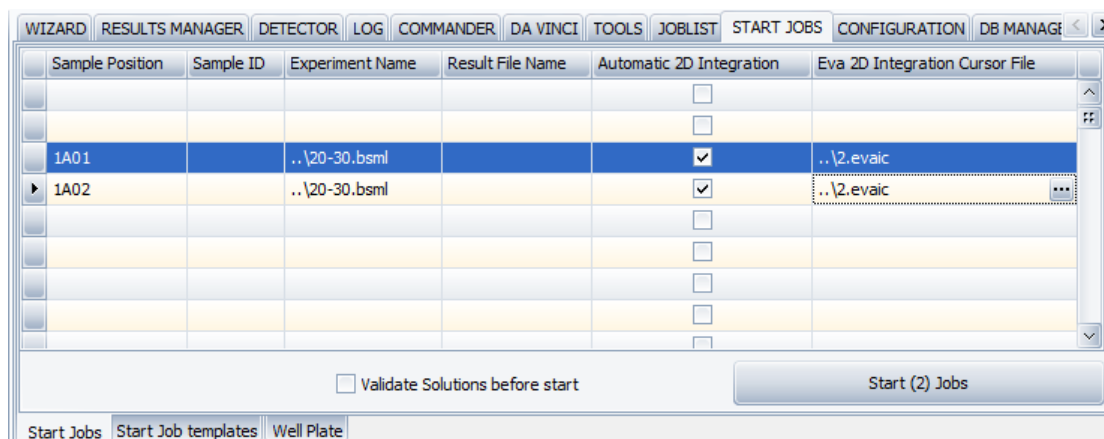 WIZARD RESULTS MANAGER DETECTOR LOG COMMANDER DA VINCI TOOLS JOBLIST START JOBS CONFIGURATION DB MANAGE
Sample Position Sample ID Experiment Name Result File Name Automatic 2D Integration Eva 2D Integration Cursor File
1A01 ..\20-30.bsml ..\2.evaic
1A02 ..\20-30.bsml ..\2.evaic ...
Validate Solutions before start Start (2) Jobs
Start Jobs Start Job templates Well Plate